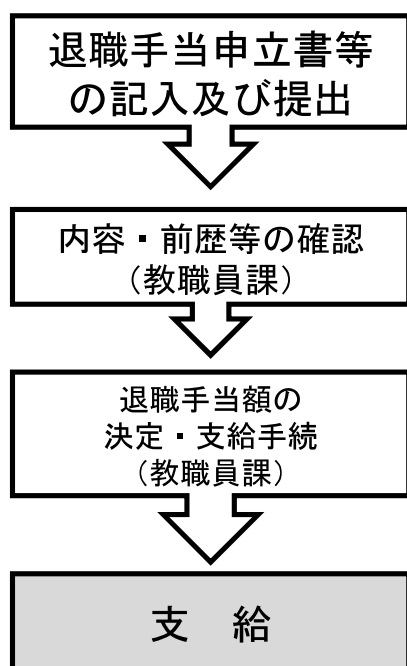 退職手当申立書等
の記入及び提出
内容・前歴等の確認
（教職員課）
退職手当額の
決定・支給手続
（教職員課）
支　給